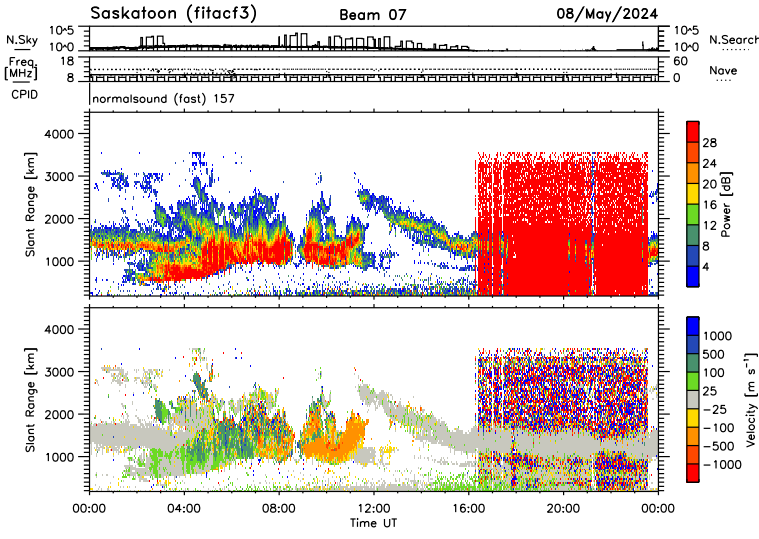 Saskatoon (fitacf3) Beam 07 08/May/2024
N.Sky 10^5 10^0 10^5 10^0 N.Search
Freq. [MHz] 18 8 60 0 Nave
CPID normalsound (fast) 157
Slant Range [km] 4000 3000 2000 1000
Power [dB] 28 24 20 16 12 8 4
Slant Range [km] 4000 3000 2000 1000
Velocity [m s⁻¹] 1000 500 100 25 −25 −100 −500 −1000
00:00 04:00 08:00 12:00 16:00 20:00 00:00
Time UT